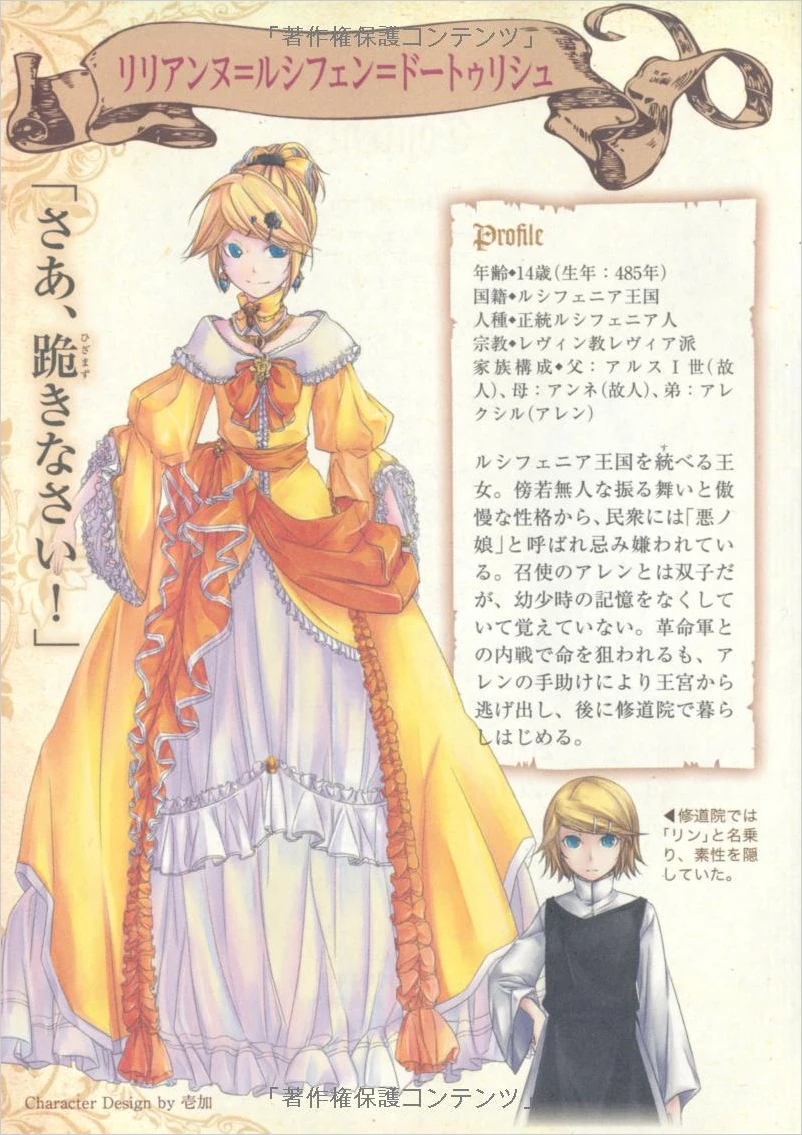 「著作権保護コンテンツ」
リリアンヌ=ルシフェン=ドートゥリシュ
「さあ、跪きなさい！」
ひざまず
Profile
年齢◆14歳（生年：485年）
国籍◆ルシフェニア王国
人種◆正統ルシフェニア人
宗教◆レヴィン教レヴィア派
家族構成◆父：アルスⅠ世（故
人）、母：アンネ（故人）、弟：アレ
クシル（アレン）
す
ルシフェニア王国を統べる王
女。傍若無人な振る舞いと傲
慢な性格から、民衆には「悪ノ
娘」と呼ばれ忌み嫌われてい
る。召使のアレンとは双子だ
が、幼少時の記憶をなくして
いて覚えていない。革命軍と
の内戦で命を狙われるも、ア
レンの手助けにより王宮から
逃げ出し、後に修道院で暮ら
しはじめる。
◀修道院では
「リン」と名乗
り、素性を隠
していた。
Character Design by 壱加
「著作権保護コンテンツ」